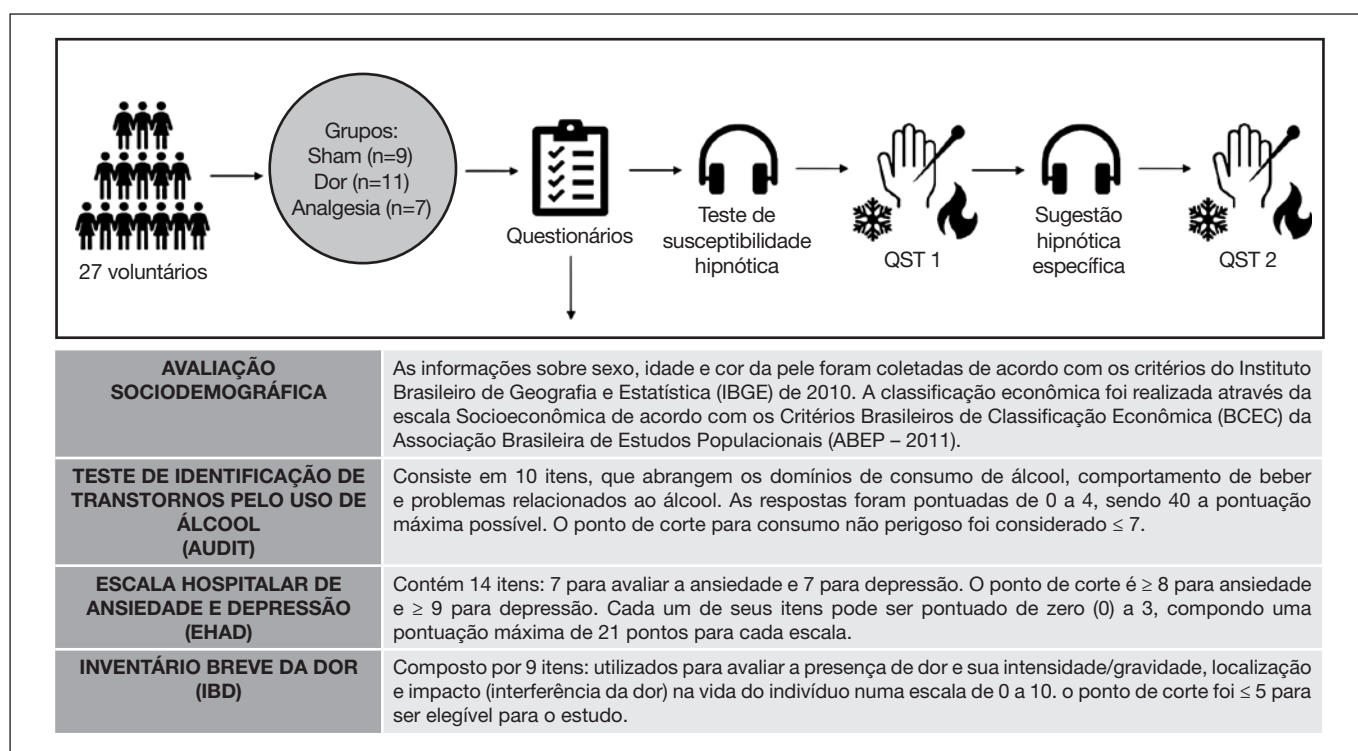 Grupos:
Sham (n=9)
Dor (n=11)
Analgesia (n=7)
27 voluntários
Questionários
Teste de
susceptibilidade
hipnótica
QST 1
Sugestão
hipnótica
específica
QST 2
AVALIAÇÃO
SOCIODEMOGRÁFICA
As informações sobre sexo, idade e cor da pele foram coletadas de acordo com os critérios do Instituto
Brasileiro de Geografia e Estatística (IBGE) de 2010. A classificação econômica foi realizada através da
escala Socioeconômica de acordo com os Critérios Brasileiros de Classificação Econômica (BCEC) da
Associação Brasileira de Estudos Populacionais (ABEP – 2011).
TESTE DE IDENTIFICAÇÃO DE
TRANSTORNOS PELO USO DE
ÁLCOOL
(AUDIT)
Consiste em 10 itens, que abrangem os domínios de consumo de álcool, comportamento de beber
e problemas relacionados ao álcool. As respostas foram pontuadas de 0 a 4, sendo 40 a pontuação
máxima possível. O ponto de corte para consumo não perigoso foi considerado ≤ 7.
ESCALA HOSPITALAR DE
ANSIEDADE E DEPRESSÃO
(EHAD)
Contém 14 itens: 7 para avaliar a ansiedade e 7 para depressão. O ponto de corte é ≥ 8 para ansiedade
e ≥ 9 para depressão. Cada um de seus itens pode ser pontuado de zero (0) a 3, compondo uma
pontuação máxima de 21 pontos para cada escala.
INVENTÁRIO BREVE DA DOR
(IBD)
Composto por 9 itens: utilizados para avaliar a presença de dor e sua intensidade/gravidade, localização
e impacto (interferência da dor) na vida do indivíduo numa escala de 0 a 10. o ponto de corte foi ≤ 5 para
ser elegível para o estudo.